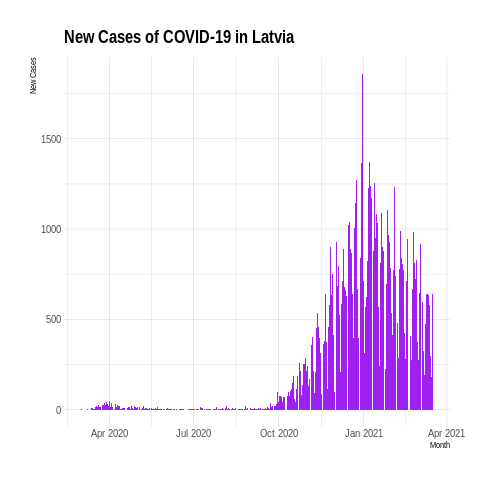 New Cases of COVID-19 in Latvia
New Cases
1500
1000
500
0
Apr 2020 Jul 2020 Oct 2020 Jan 2021 Apr 2021
Month